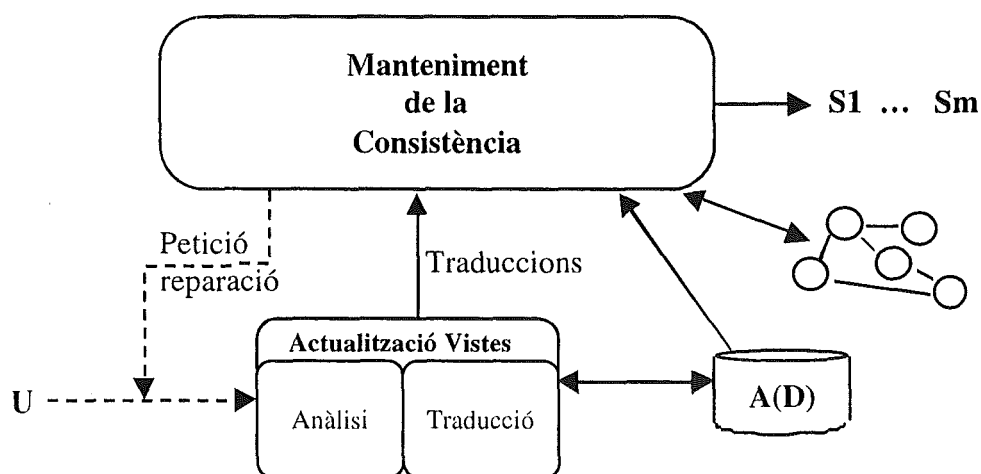 Manteniment
de la
Consistència
S1 ... Sm
Petició
reparació
Traduccions
Actualització Vistes
U
Anàlisi
Traducció
A(D)